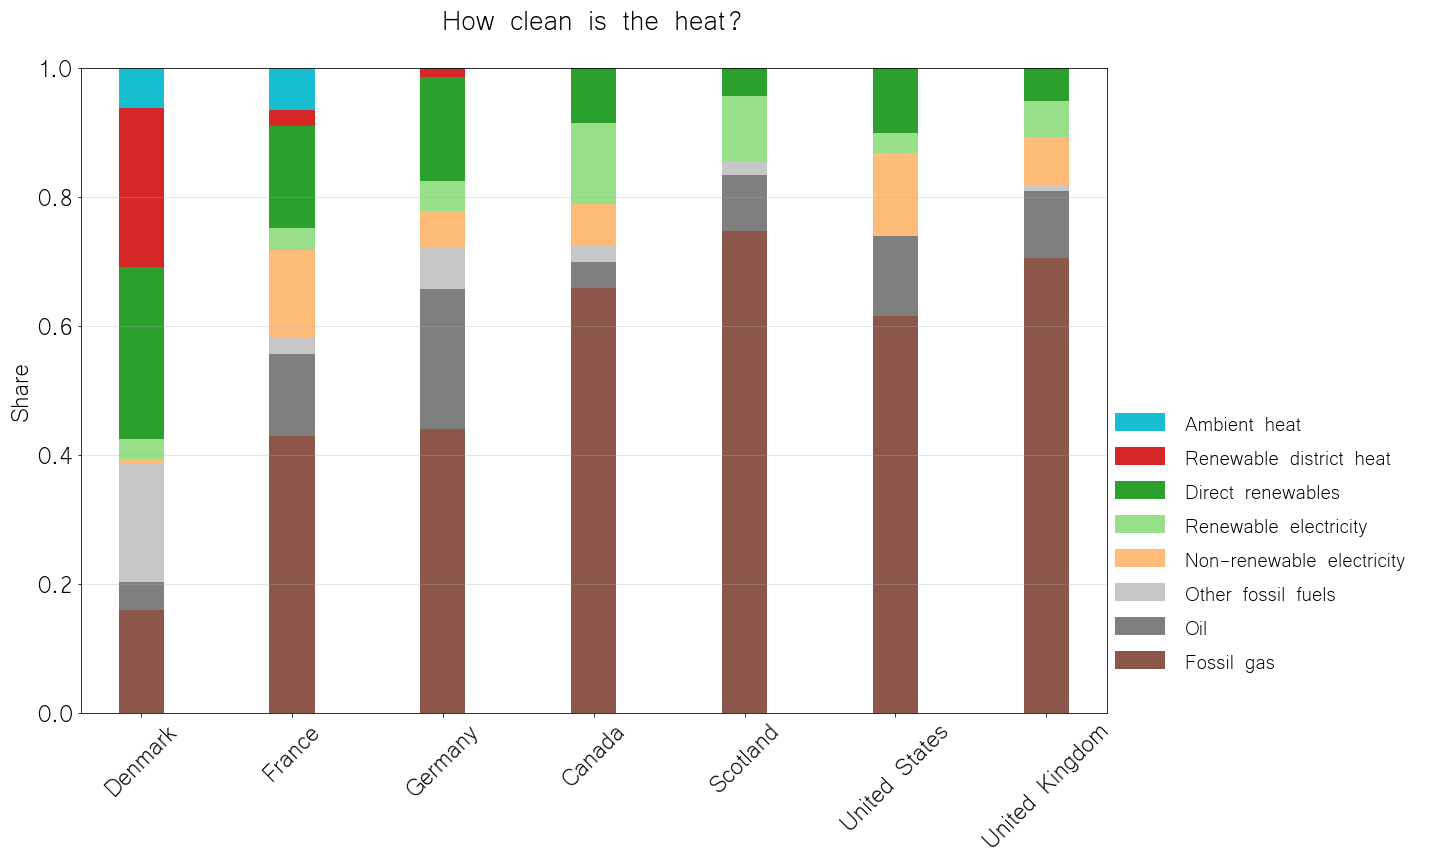 How clean is the heat?
1.0
0.8
0.6
0.4
0.2
0.0
Share
Denmark
France
Germany
Canada
Scotland
United States
United Kingdom
Ambient heat
Renewable district heat
Direct renewables
Renewable electricity
Non-renewable electricity
Other fossil fuels
Oil
Fossil gas